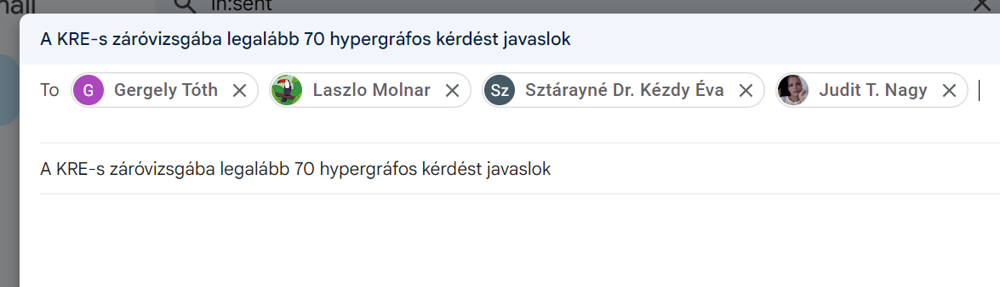 in:sent
A KRE-s záróvizsgába legalább 70 hypergráfos kérdést javaslok
To G Gergely Tóth Laszlo Molnar Sz Sztárayné Dr. Kézdy Éva Judit T. Nagy
A KRE-s záróvizsgába legalább 70 hypergráfos kérdést javaslok